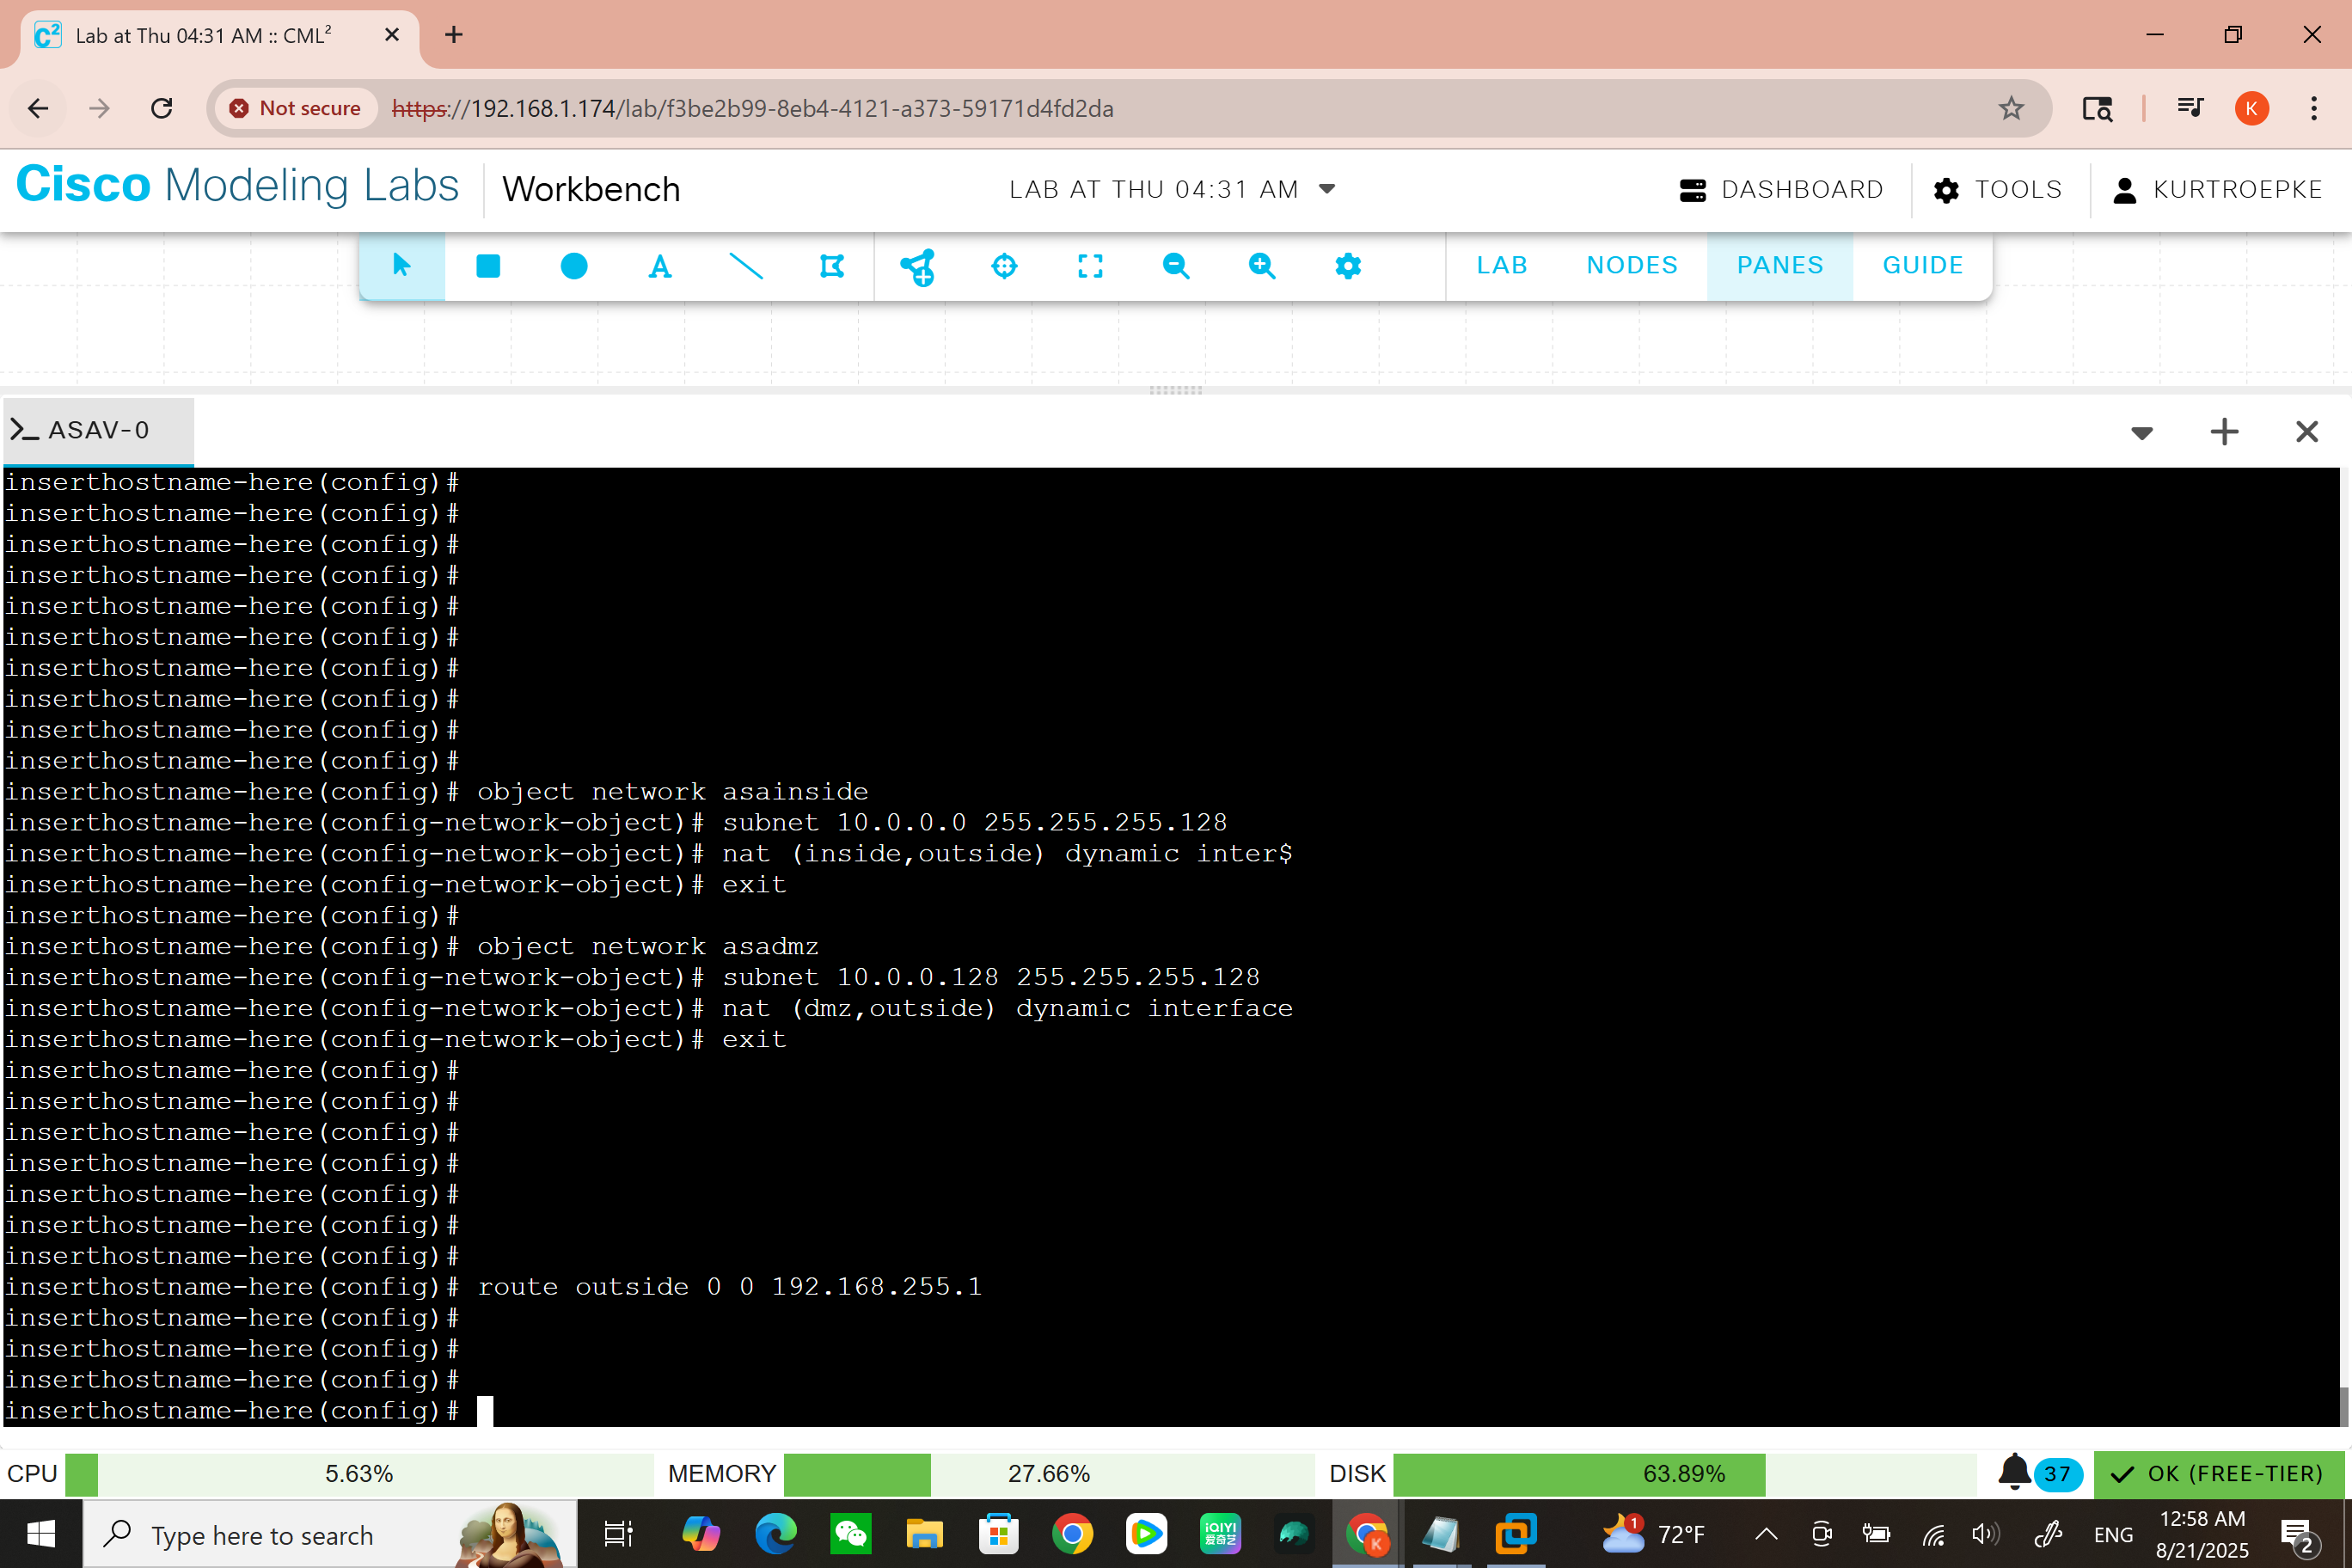 Lab at Thu 04:31 AM :: CML²
Not secure
https://192.168.1.174/lab/f3be2b99-8eb4-4121-a373-59171d4fd2da
K
Cisco Modeling Labs
Workbench
LAB AT THU 04:31 AM
DASHBOARD
TOOLS
KURTROEPKE
LAB
NODES
PANES
GUIDE
ASAV-0
inserthostname-here(config)#
inserthostname-here(config)#
inserthostname-here(config)#
inserthostname-here(config)#
inserthostname-here(config)#
inserthostname-here(config)#
inserthostname-here(config)#
inserthostname-here(config)#
inserthostname-here(config)#
inserthostname-here(config)#
inserthostname-here(config)# object network asainside
inserthostname-here(config-network-object)# subnet 10.0.0.0 255.255.255.128
inserthostname-here(config-network-object)# nat (inside,outside) dynamic inter$
inserthostname-here(config-network-object)# exit
inserthostname-here(config)#
inserthostname-here(config)# object network asadmz
inserthostname-here(config-network-object)# subnet 10.0.0.128 255.255.255.128
inserthostname-here(config-network-object)# nat (dmz,outside) dynamic interface
inserthostname-here(config-network-object)# exit
inserthostname-here(config)#
inserthostname-here(config)#
inserthostname-here(config)#
inserthostname-here(config)#
inserthostname-here(config)#
inserthostname-here(config)#
inserthostname-here(config)#
inserthostname-here(config)# route outside 0 0 192.168.255.1
inserthostname-here(config)#
inserthostname-here(config)#
inserthostname-here(config)#
inserthostname-here(config)#
CPU
5.63%
MEMORY
27.66%
DISK
63.89%
37
OK (FREE-TIER)
Type here to search
iQIYI
爱奇艺
K
1
72°F
ENG
12:58 AM
8/21/2025
2